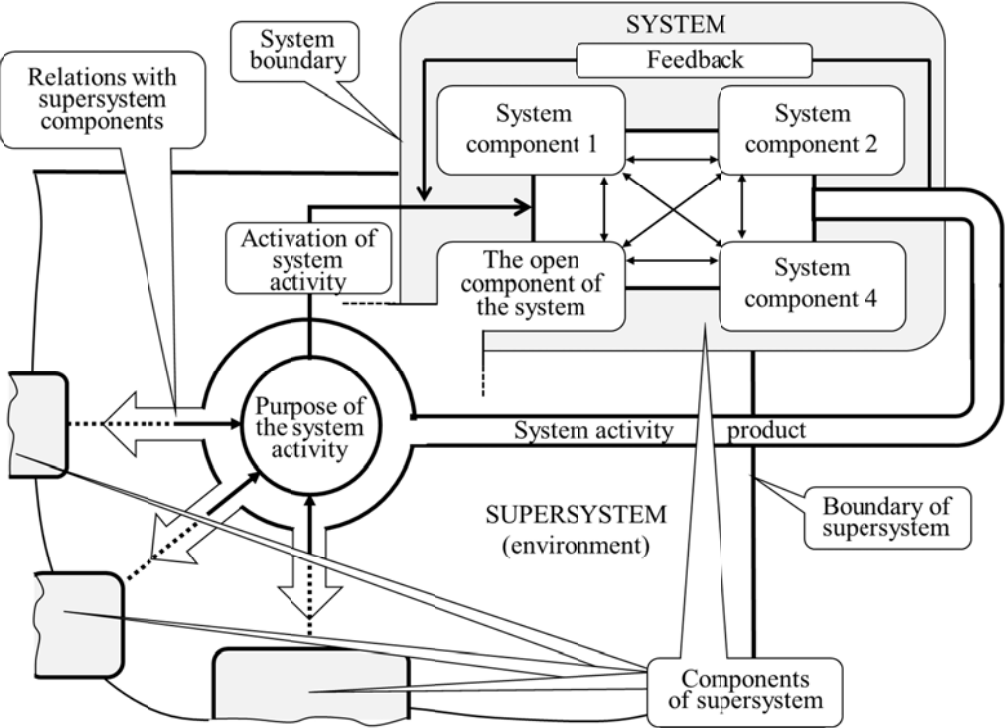 SYSTEM
System
boundary
Feedback
Relations with
supersystem
components
System
component 1
System
component 2
Activation of
system
activity
The open
component of
the system
System
component 4
Purpose of
the system
activity
System activity product
SUPERSYSTEM
(environment)
Boundary of
supersystem
Components
of supersystem